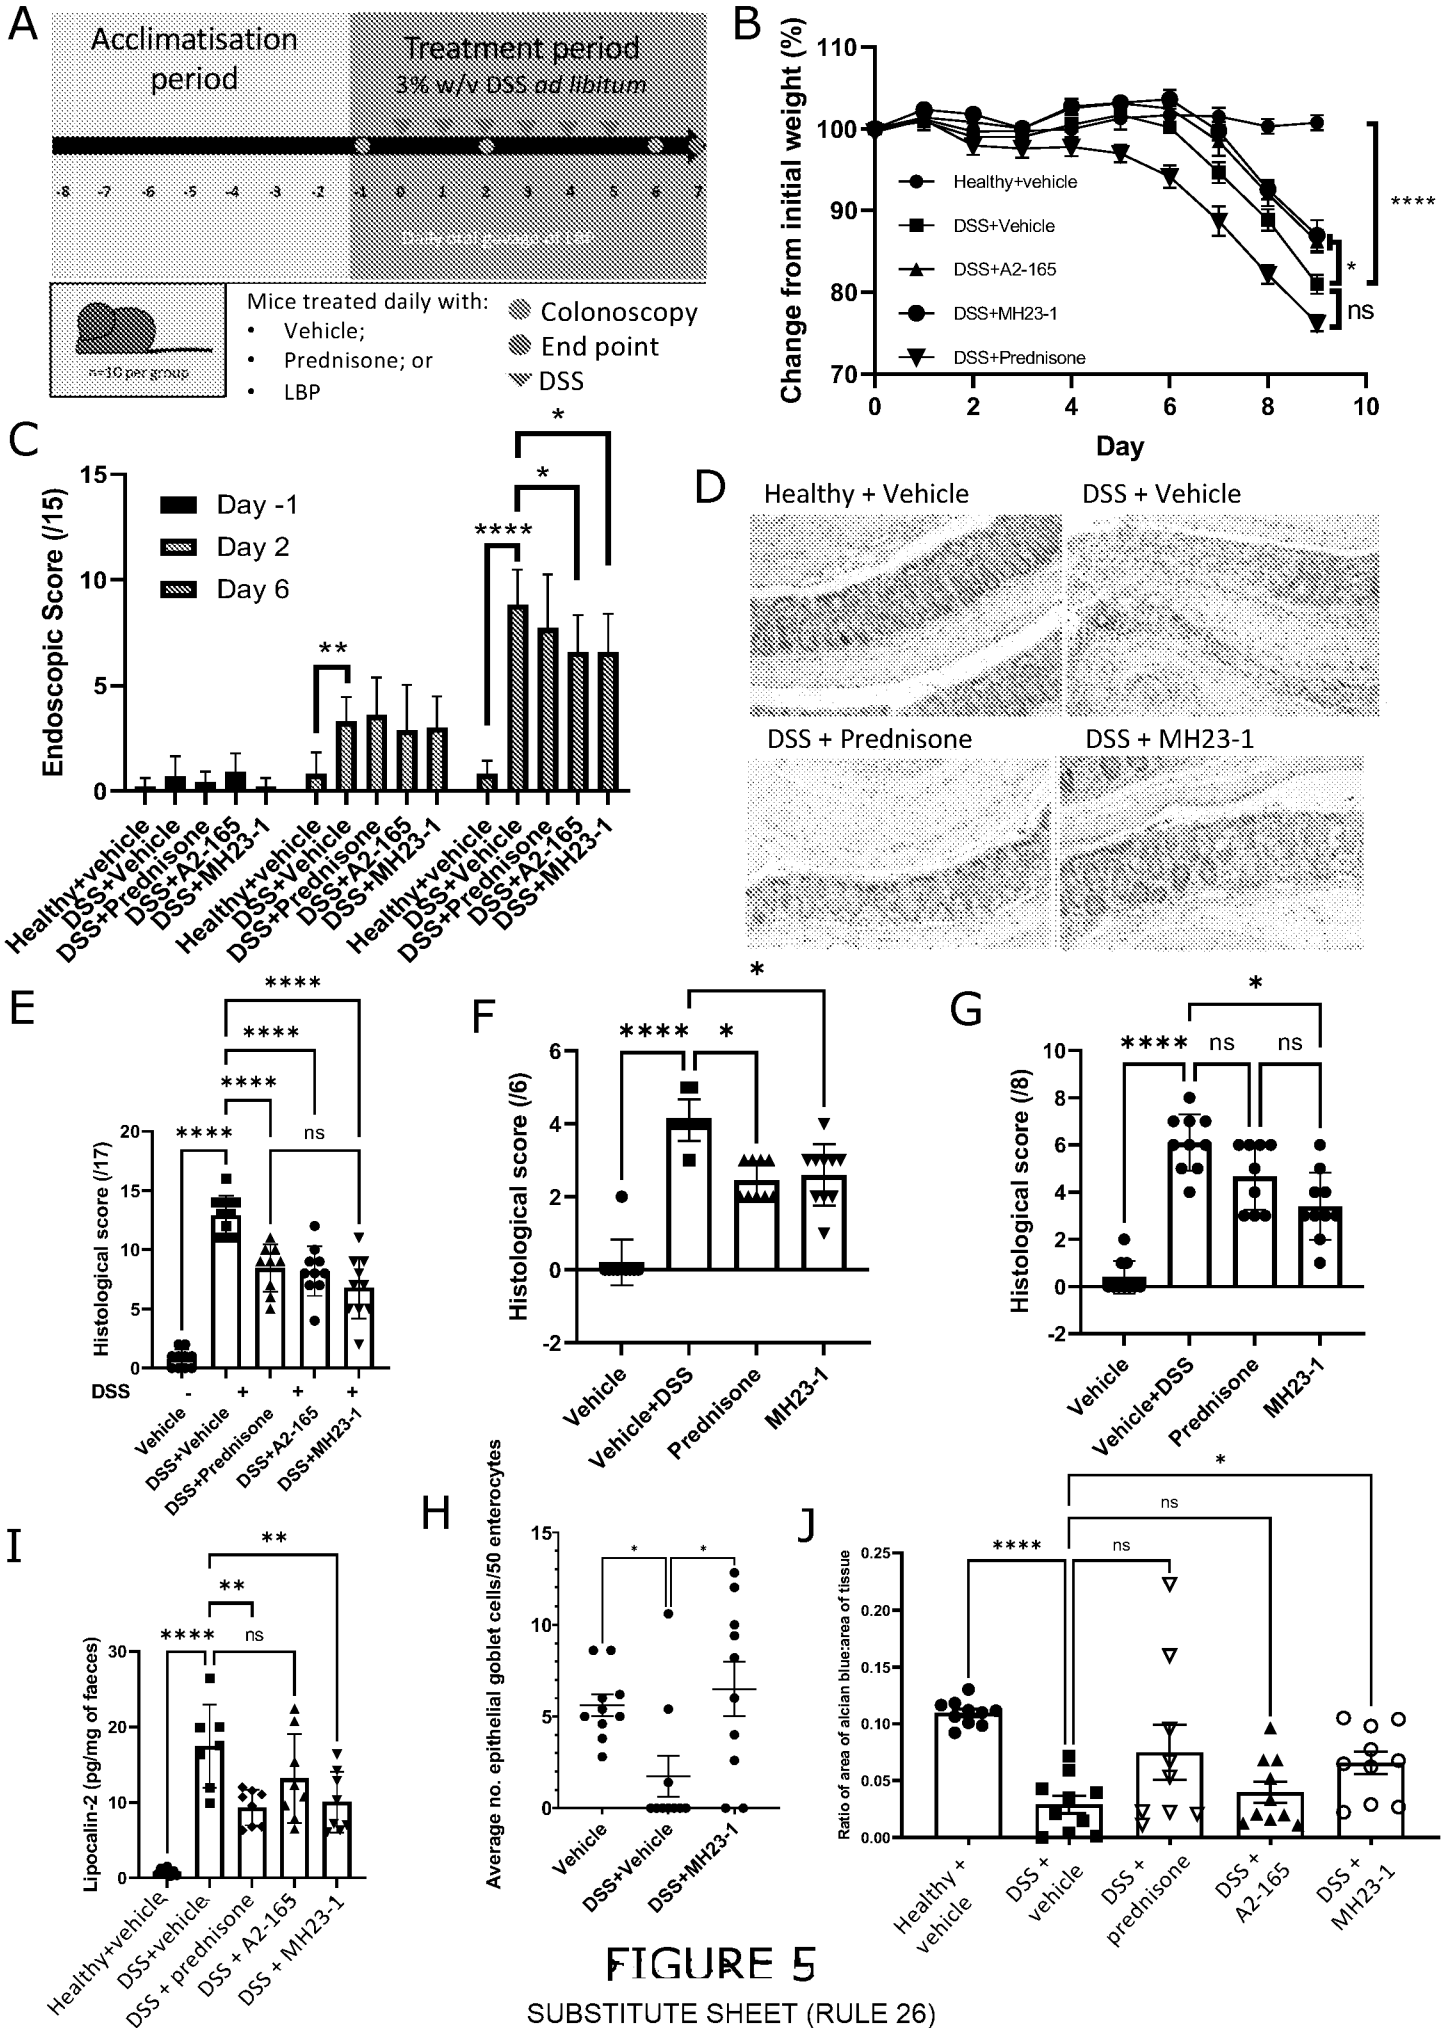 A
Acclimatisation
period
Treatment period
3% w/v DSS ad libitum
-8 -7 -6 -5 -4 -3 -2 -1 0 1 2 3 4 5 6 7
n=10 per group
Mice treated daily with:
• Vehicle;
• Prednisone; or
• LBP
Colonoscopy
End point
DSS
B
Change from initial weight (%)
110
100
90
80
70
0 2 4 6 8 10
Day
Healthy+vehicle
DSS+Vehicle
DSS+A2-165
DSS+MH23-1
DSS+Prednisone
****
*
ns
C
Endoscopic Score (/15)
15
10
5
0
Day -1
Day 2
Day 6
**
****
*
*
Healthy+vehicle
DSS+Vehicle
DSS+Prednisone
DSS+A2-165
DSS+MH23-1
Healthy+vehicle
DSS+Vehicle
DSS+Prednisone
DSS+A2-165
DSS+MH23-1
Healthy+vehicle
DSS+Vehicle
DSS+Prednisone
DSS+A2-165
DSS+MH23-1
D
Healthy + Vehicle
DSS + Vehicle
DSS + Prednisone
DSS + MH23-1
E
Histological score (/17)
20
15
10
5
0
****
****
****
****
ns
DSS - + + +
Vehicle
DSS+Vehicle
DSS+Prednisone
DSS+A2-165
DSS+MH23-1
F
Histological score (/6)
6
4
2
0
-2
*
**** *
Vehicle
Vehicle+DSS
Prednisone
MH23-1
G
Histological score (/8)
10
8
6
4
2
0
-2
*
**** ns ns
Vehicle
Vehicle+DSS
Prednisone
MH23-1
I
Lipocalin-2 (pg/mg of faeces)
30
20
10
0
**
**
**** ns
Healthy+vehicle
DSS+vehicle
DSS + prednisone
DSS + A2-165
DSS + MH23-1
H
Average no. epithelial goblet cells/50 enterocytes
15
10
5
0
* *
Vehicle
DSS+Vehicle
DSS+MH23-1
J
Ratio of area of alcian blue:area of tissue
0.25
0.20
0.15
0.10
0.05
0.00
*
ns
**** ns
Healthy +
vehicle
DSS +
vehicle
DSS +
prednisone
DSS +
A2-165
DSS +
MH23-1
FIGURE 5
SUBSTITUTE SHEET (RULE 26)